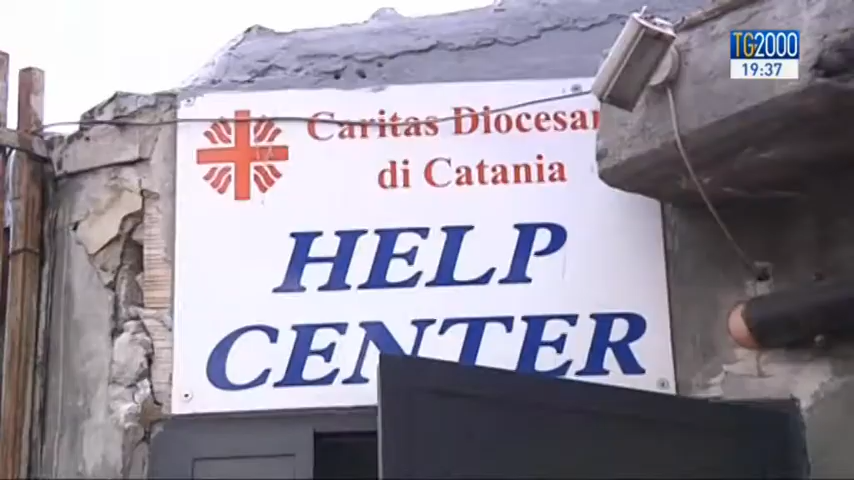 TG2000
19:37
Caritas Diocesan
di Catania
HELP
CENTER